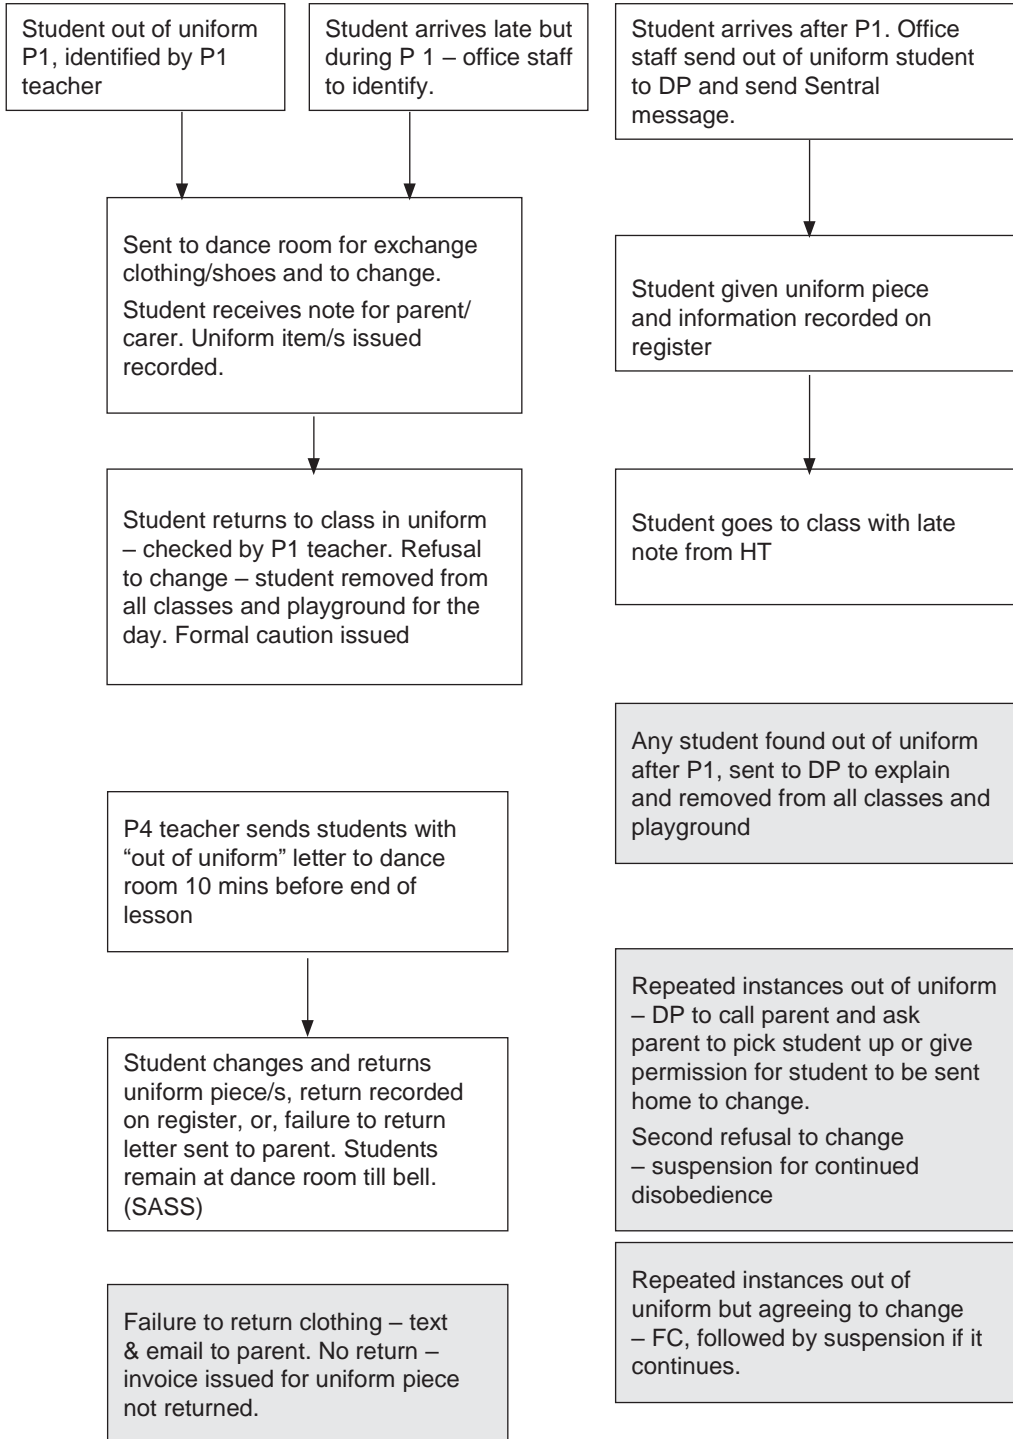 Student out of uniform
P1, identified by P1
teacher
Student arrives late but
during P 1 – office staff
to identify.
Student arrives after P1. Office
staff send out of uniform student
to DP and send Sentral
message.
Sent to dance room for exchange
clothing/shoes and to change.
Student receives note for parent/
carer. Uniform item/s issued
recorded.
Student given uniform piece
and information recorded on
register
Student returns to class in uniform
– checked by P1 teacher. Refusal
to change – student removed from
all classes and playground for the
day. Formal caution issued
Student goes to class with late
note from HT
Any student found out of uniform
after P1, sent to DP to explain
and removed from all classes and
playground
P4 teacher sends students with
“out of uniform” letter to dance
room 10 mins before end of
lesson
Repeated instances out of uniform
– DP to call parent and ask
parent to pick student up or give
permission for student to be sent
home to change.
Second refusal to change
– suspension for continued
disobedience
Student changes and returns
uniform piece/s, return recorded
on register, or, failure to return
letter sent to parent. Students
remain at dance room till bell.
(SASS)
Repeated instances out of
uniform but agreeing to change
– FC, followed by suspension if it
continues.
Failure to return clothing – text
& email to parent. No return –
invoice issued for uniform piece
not returned.